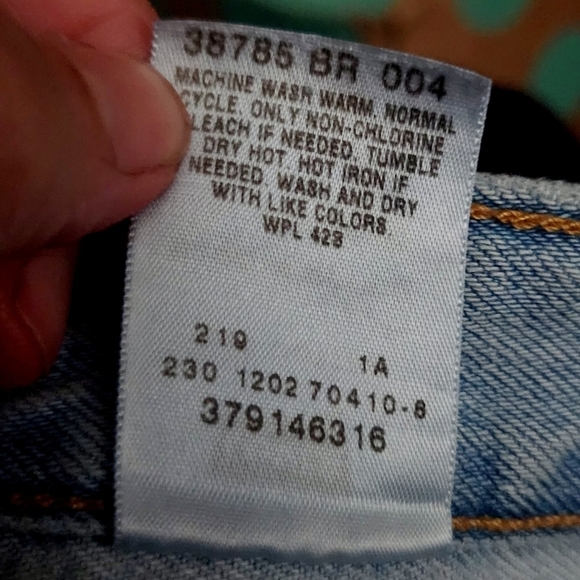 38785 BR 004
MACHINE WASH WARM. NORMAL
CYCLE. ONLY NON-CHLORINE
LEACH IF NEEDED. TUMBLE
DRY HOT. HOT IRON IF
NEEDED. WASH AND DRY
WITH LIKE COLORS
WPL 423
219 1A
230 1202 70410-8
379146316